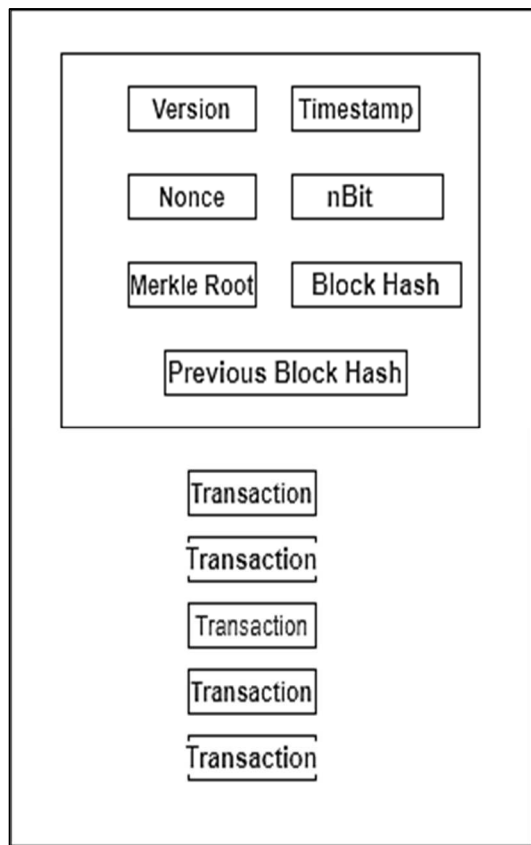 Version Timestamp
Nonce nBit
Merkle Root Block Hash
Previous Block Hash
Transaction
Transaction
Transaction
Transaction
Transaction